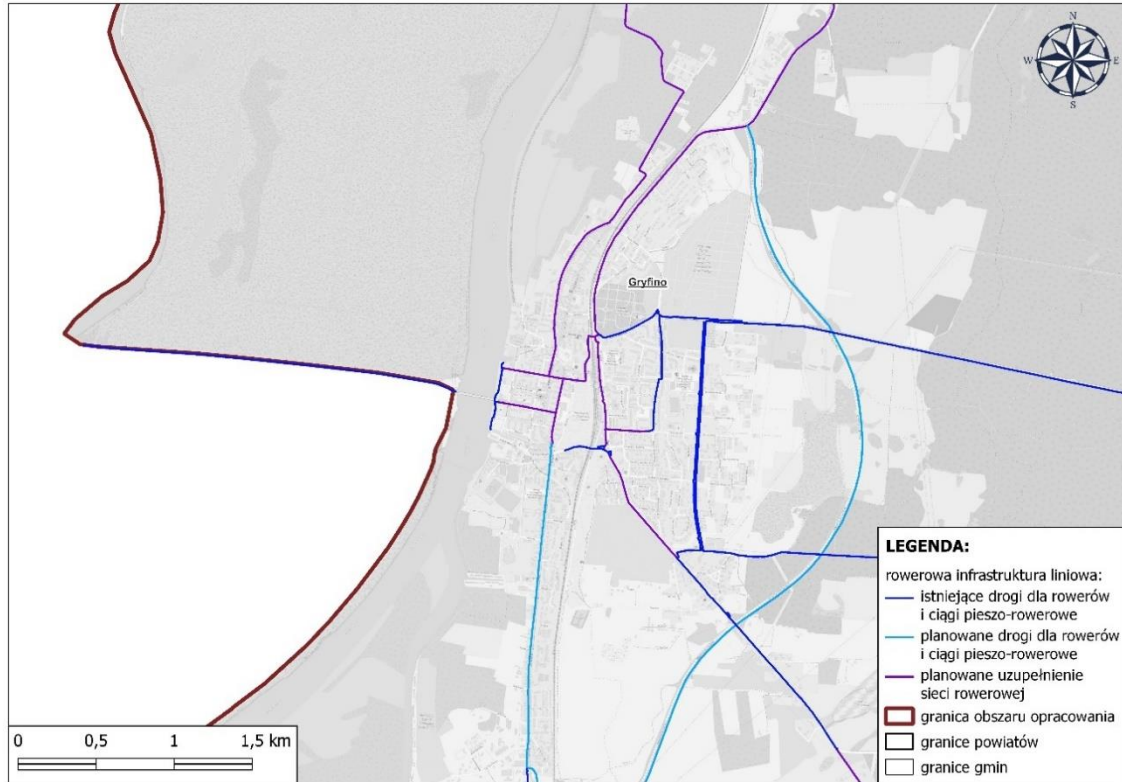 N
W E
S
Gryfino
LEGENDA:
rowerowa infrastruktura liniowa:
istniejące drogi dla rowerów
i ciągi pieszo-rowerowe
planowane drogi dla rowerów
i ciągi pieszo-rowerowe
planowane uzupełnienie
sieci rowerowej
granica obszaru opracowania
granice powiatów
granice gmin
0 0,5 1 1,5 km